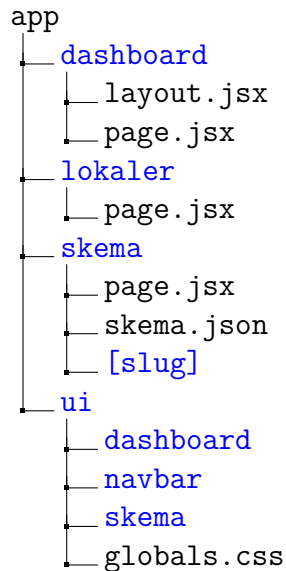 app
dashboard
layout.jsx
page.jsx
lokaler
page.jsx
skema
page.jsx
skema.json
[slug]
ui
dashboard
navbar
skema
globals.css